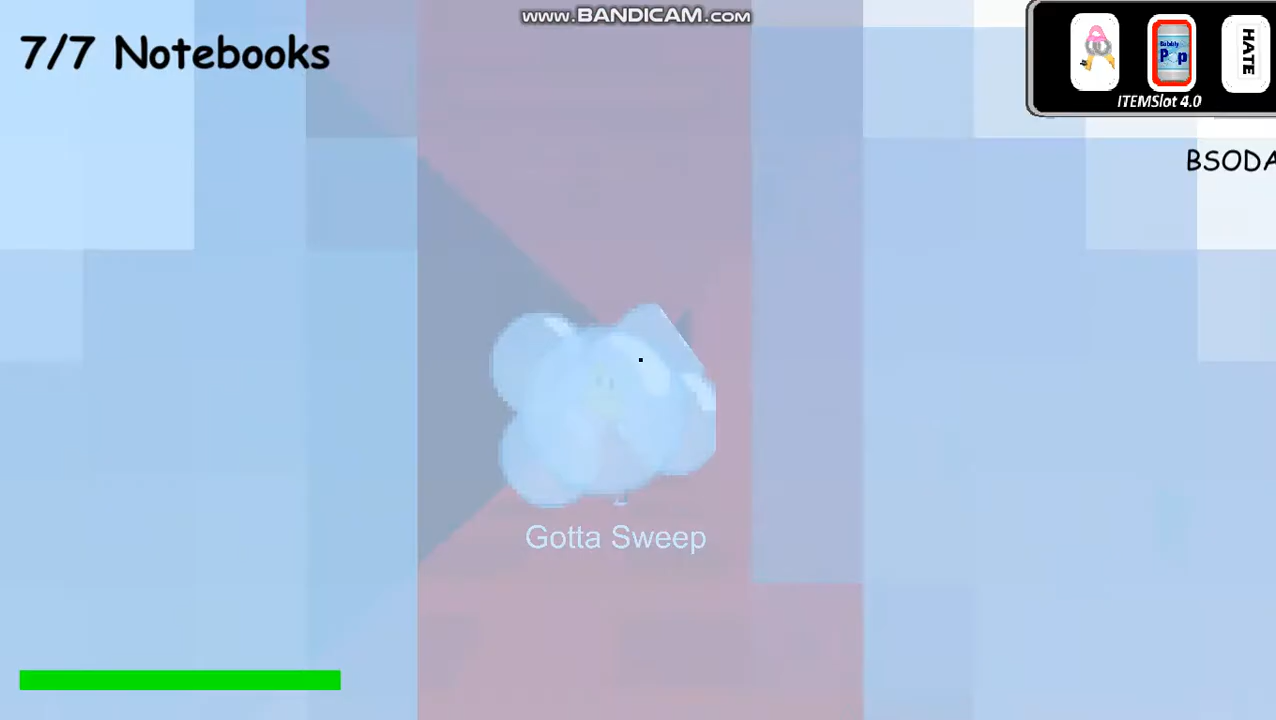 www.BANDICAM.com
7/7 Notebooks
HATE
ITEMSlot 4.0
BSODA
Gotta Sweep